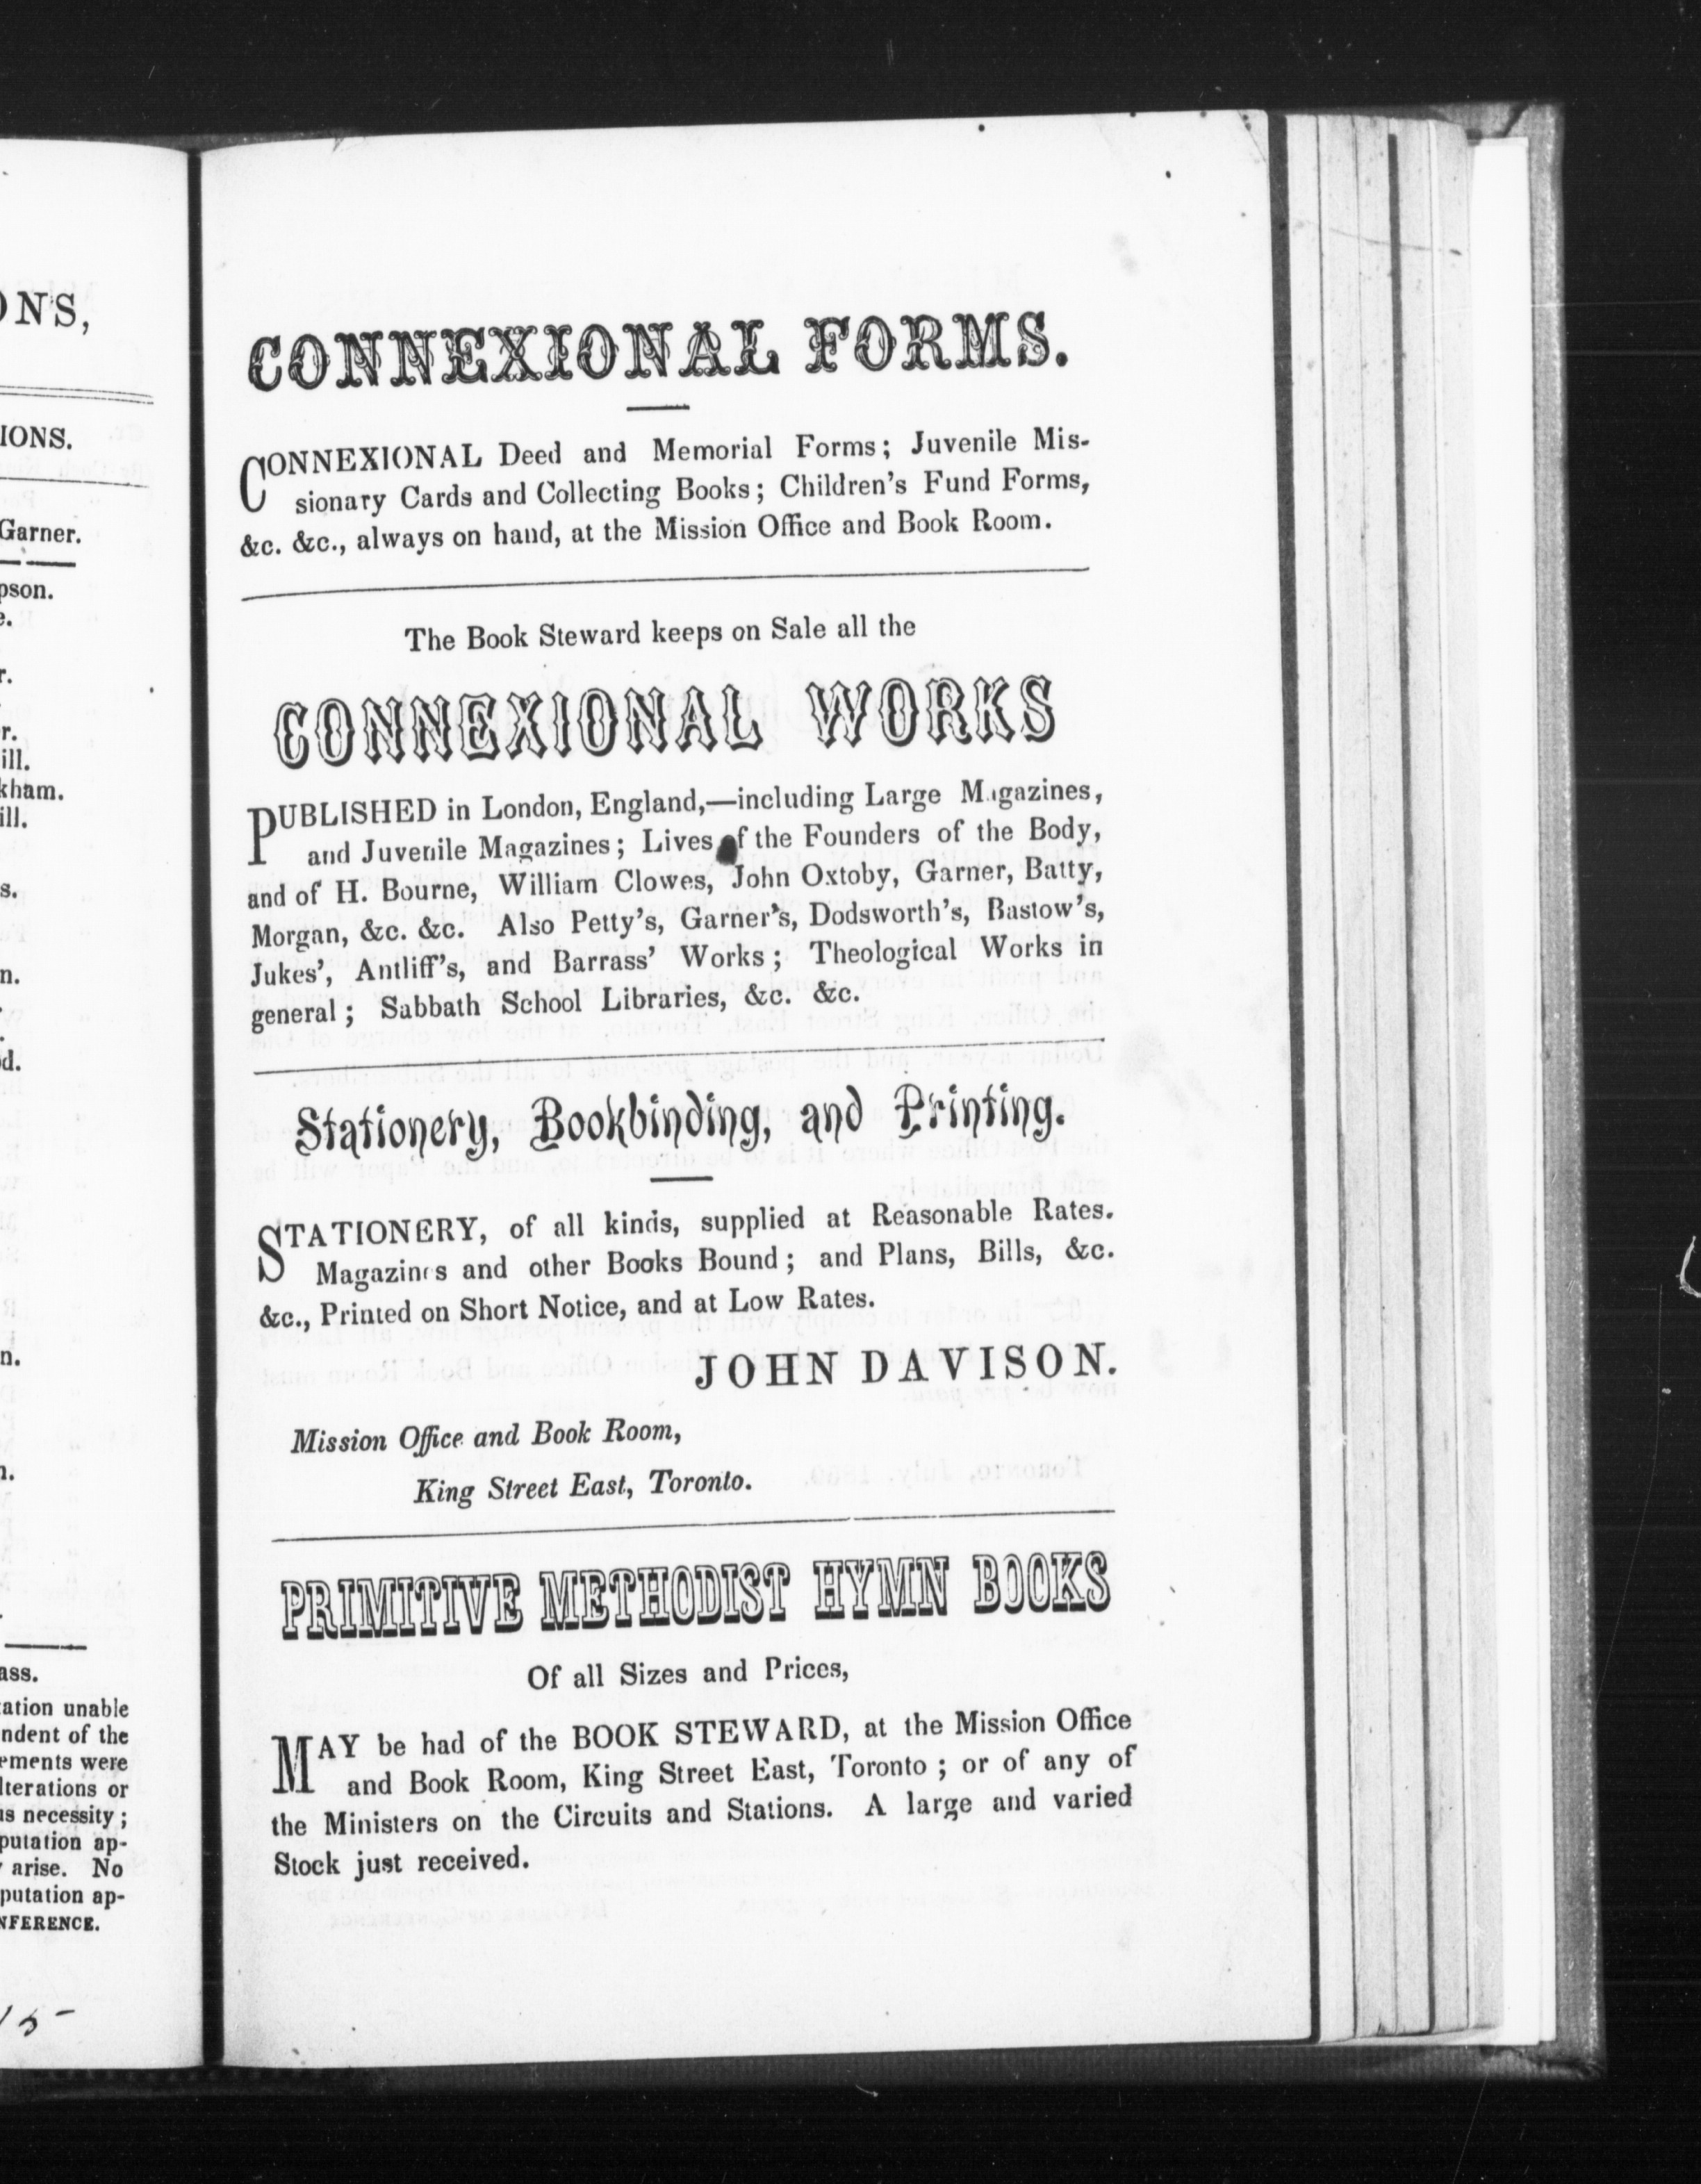 ONS,
IONS.
Garner.
pson.
e.
r.
r.
ill.
kham.
ill.
s.
n.
d.
n.
ass.
ation unable
ndent of the
ements were
lterations or
us necessity ;
putation ap-
arise. No
putation ap-
NFERENCE.
15-
CONNEXIONAL FORMS.
CONNEXIONAL Deed and Memorial Forms; Juvenile Mis-
sionary Cards and Collecting Books; Children's Fund Forms,
&c. &c., always on hand, at the Mission Office and Book Room.
The Book Steward keeps on Sale all the
CONNEXIONAL WORKS
PUBLISHED in London, England,—including Large Magazines,
and Juvenile Magazines; Lives of the Founders of the Body,
and of H. Bourne, William Clowes, John Oxtoby, Garner, Batty,
Morgan, &c. &c. Also Petty's, Garner's, Dodsworth's, Bastow's,
Jukes', Antliff's, and Barrass' Works; Theological Works in
general; Sabbath School Libraries, &c. &c.
Stationery, Bookbinding, and Printing.
STATIONERY, of all kinds, supplied at Reasonable Rates.
Magazines and other Books Bound; and Plans, Bills, &c.
&c., Printed on Short Notice, and at Low Rates.
JOHN DAVISON.
Mission Office and Book Room,
King Street East, Toronto.
PRIMITIVE METHODIST HYMN BOOKS
Of all Sizes and Prices,
MAY be had of the BOOK STEWARD, at the Mission Office
and Book Room, King Street East, Toronto ; or of any of
the Ministers on the Circuits and Stations. A large and varied
Stock just received.